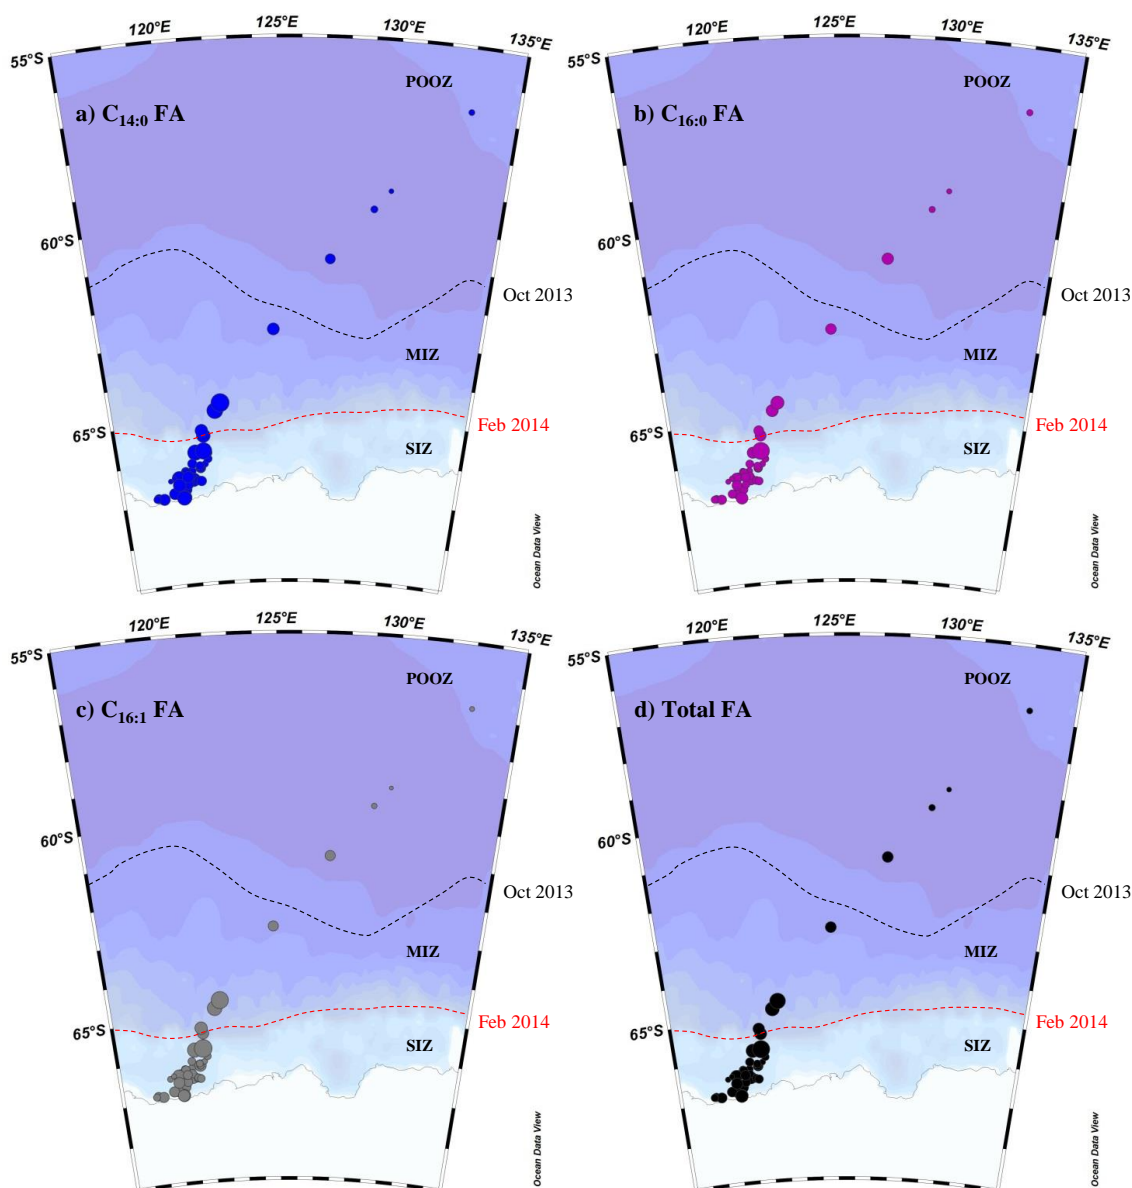 120°E 125°E 130°E 135°E
55°S
POOZ
a) C14:0 FA
60°S
Oct 2013
MIZ
Feb 2014
65°S
SIZ
Ocean Data View
120°E 125°E 130°E 135°E
55°S
POOZ
b) C16:0 FA
60°S
Oct 2013
MIZ
Feb 2014
65°S
SIZ
Ocean Data View
120°E 125°E 130°E 135°E
55°S
POOZ
c) C16:1 FA
60°S
Oct 2013
MIZ
Feb 2014
65°S
SIZ
Ocean Data View
120°E 125°E 130°E 135°E
55°S
POOZ
d) Total FA
60°S
Oct 2013
MIZ
Feb 2014
65°S
SIZ
Ocean Data View